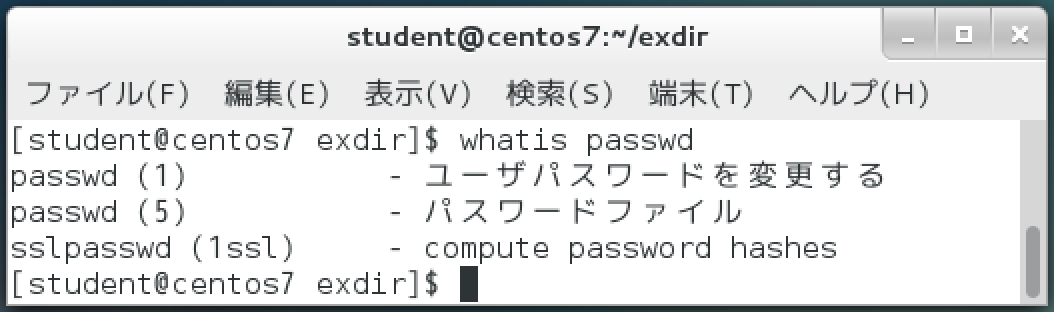 student@centos7:~/exdir
ファイル(F) 編集(E) 表示(V) 検索(S) 端末(T) ヘルプ(H)
[student@centos7 exdir]$ whatis passwd
passwd (1)           - ユーザパスワードを変更する
passwd (5)           - パスワードファイル
sslpasswd (1ssl)     - compute password hashes
[student@centos7 exdir]$